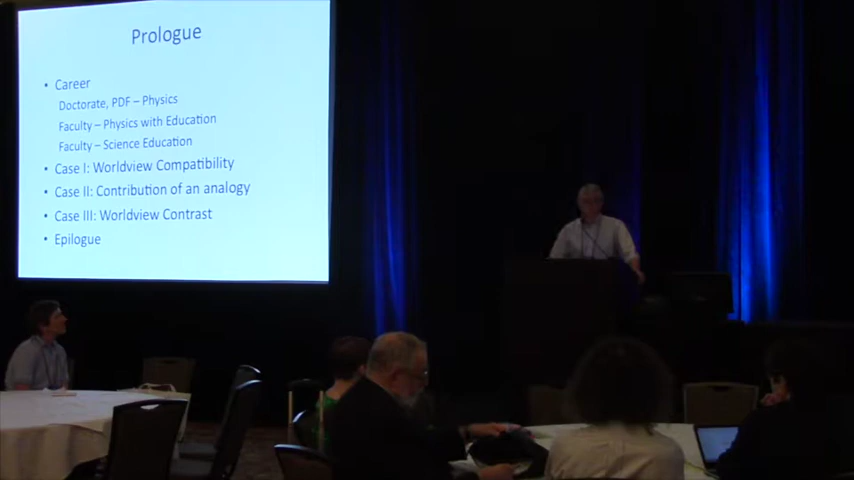 Prologue
• Career
Doctorate, PDF – Physics
Faculty – Physics with Education
Faculty – Science Education
• Case I: Worldview Compatibility
• Case II: Contribution of an analogy
• Case III: Worldview Contrast
• Epilogue